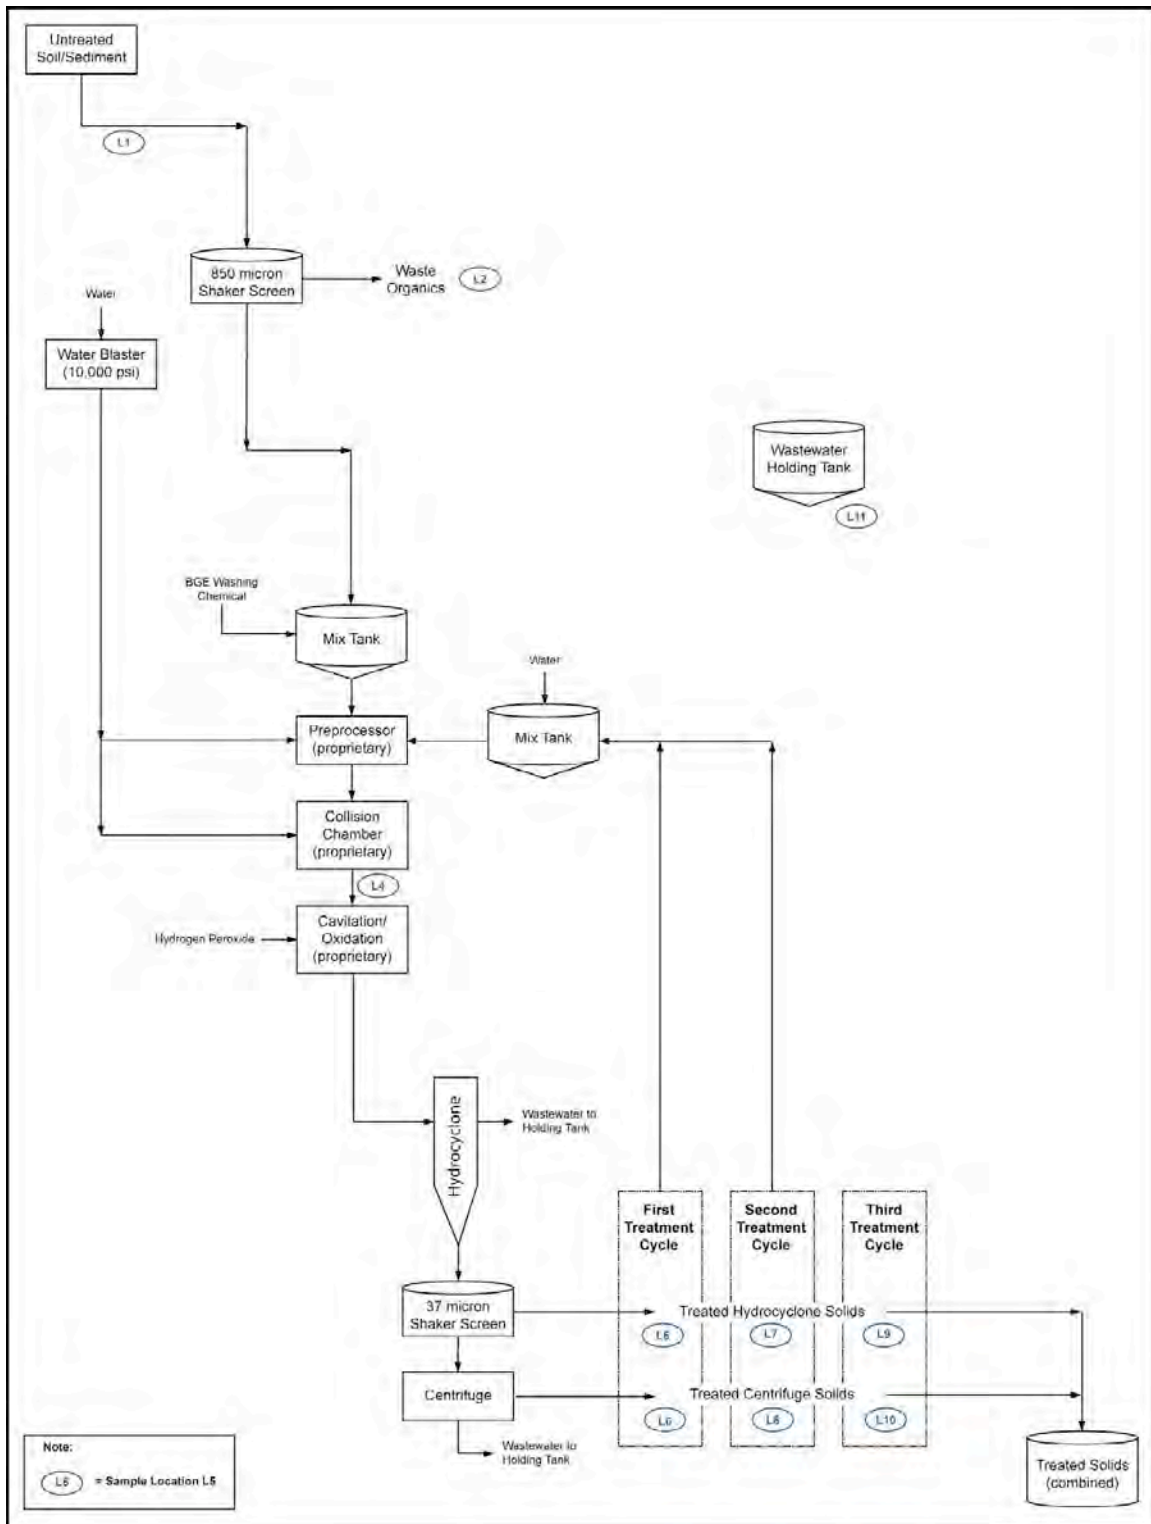 Untreated
Soil/Sediment
L1
850 micron
Shaker Screen
Waste
Organics
L2
Water
Water Blaster
(10,000 psi)
Wastewater
Holding Tank
L11
BGE Washing
Chemical
Mix Tank
Water
Preprocessor
(proprietary)
Mix Tank
Collision
Chamber
(proprietary)
L4
Cavitation/
Oxidation
(proprietary)
Hydrogen Peroxide
Hydrocyclone
Wastewater to
Holding Tank
First
Treatment
Cycle
Second
Treatment
Cycle
Third
Treatment
Cycle
37 micron
Shaker Screen
Treated Hydrocyclone Solids
L7
L9
Centrifuge
Treated Centrifuge Solids
L8
L10
Wastewater to
Holding Tank
Treated Solids
(combined)
Note:
= Sample Location L5